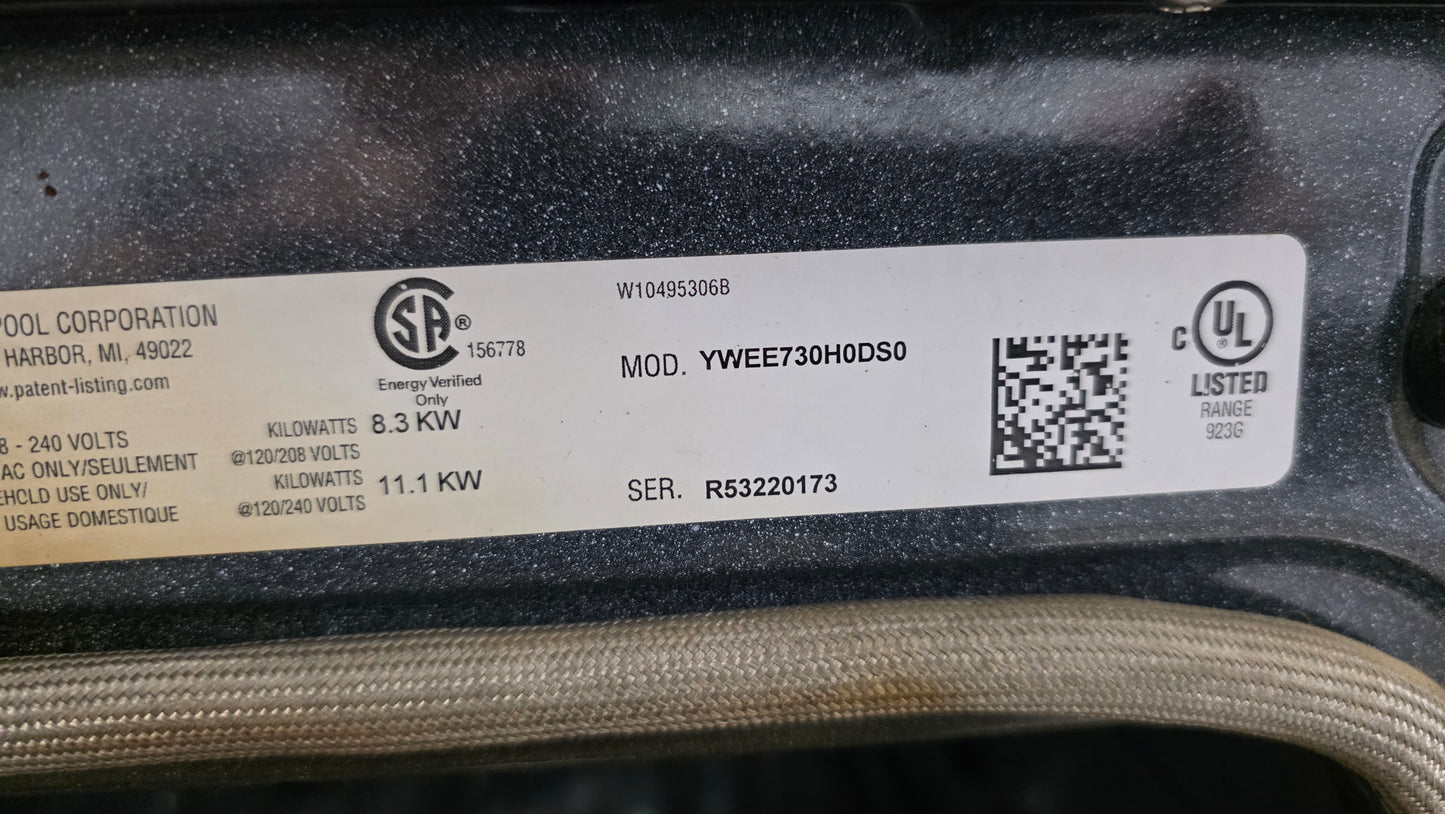 POOL CORPORATION
HARBOR, MI, 49022
w.patent-listing.com
8 - 240 VOLTS
AC ONLY/SEULEMENT
EHOLD USE ONLY/
USAGE DOMESTIQUE
SA ®
156778
Energy Verified
Only
KILOWATTS 8.3 KW
@120/208 VOLTS
KILOWATTS 11.1 KW
@120/240 VOLTS
W10495306B
MOD. YWEE730H0DS0
SER. R53220173
C UL ®
LISTED
RANGE
923G